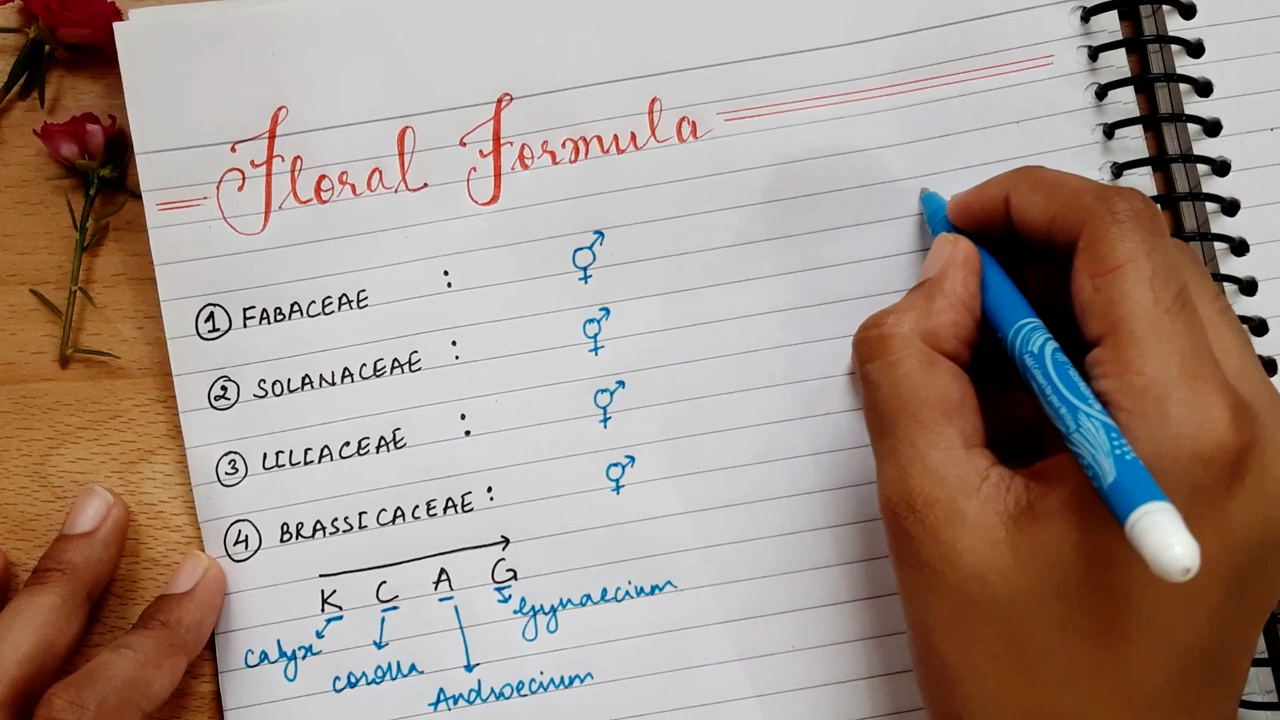 Floral Formula
① FABACEAE : ⚥
② SOLANACEAE : ⚥
③ LILIACEAE : ⚥
④ BRASSICACEAE : ⚥
K C A G
calyx corolla Androecium Gynaecium